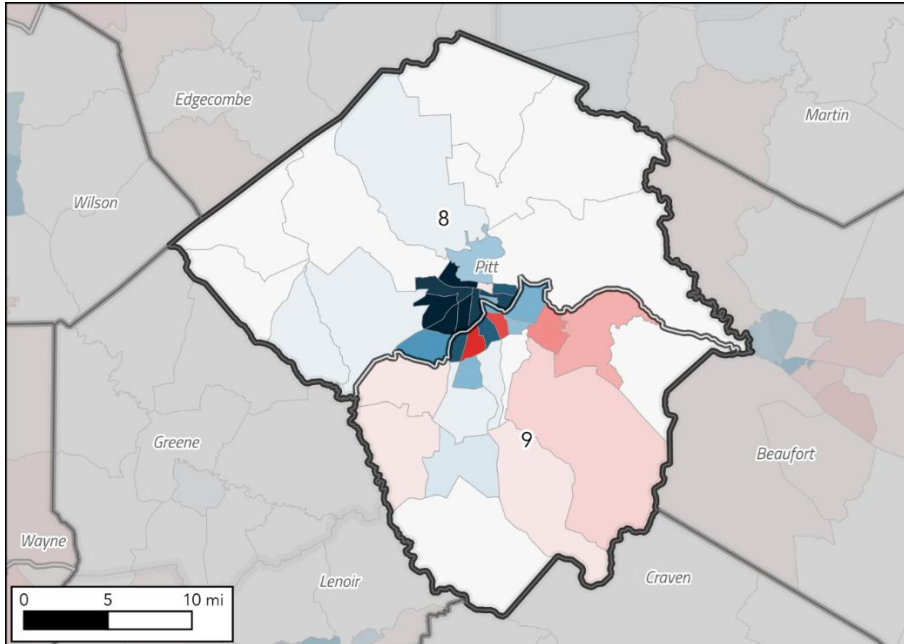 Edgecombe
Martin
Wilson
8
Pitt
Greene
9
Beaufort
Wayne
Lenoir
Craven
0 5 10 mi